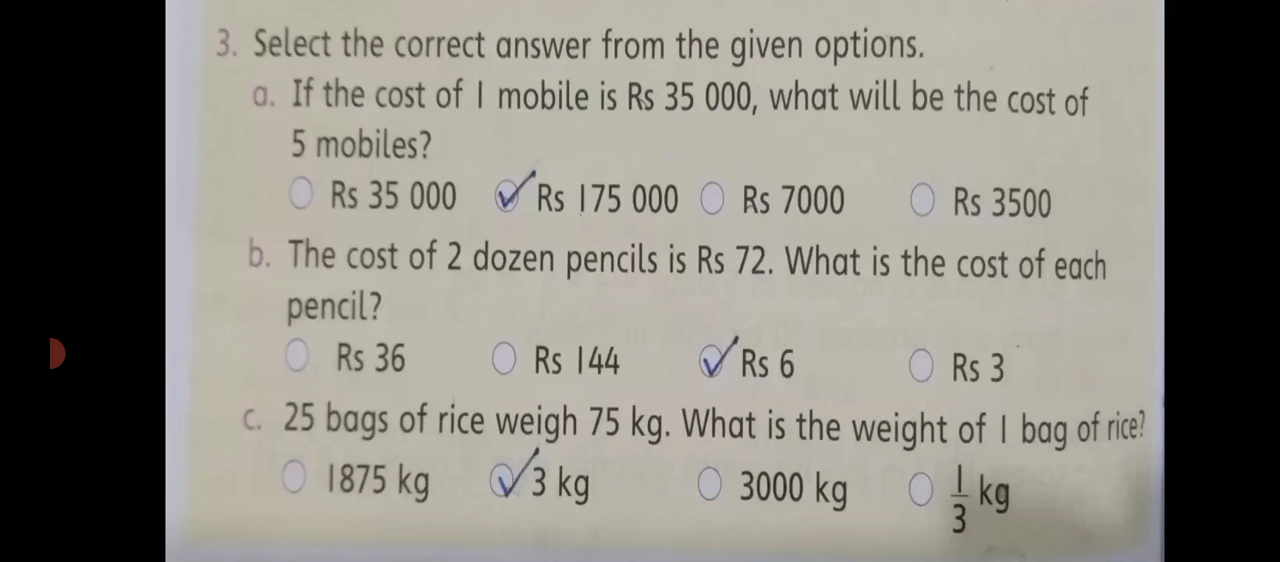 3. Select the correct answer from the given options.
a. If the cost of 1 mobile is Rs 35 000, what will be the cost of
5 mobiles?
Rs 35 000 Rs 175 000 Rs 7000 Rs 3500
b. The cost of 2 dozen pencils is Rs 72. What is the cost of each
pencil?
Rs 36 Rs 144 Rs 6 Rs 3
c. 25 bags of rice weigh 75 kg. What is the weight of 1 bag of rice?
1875 kg 3 kg 3000 kg 1/3 kg